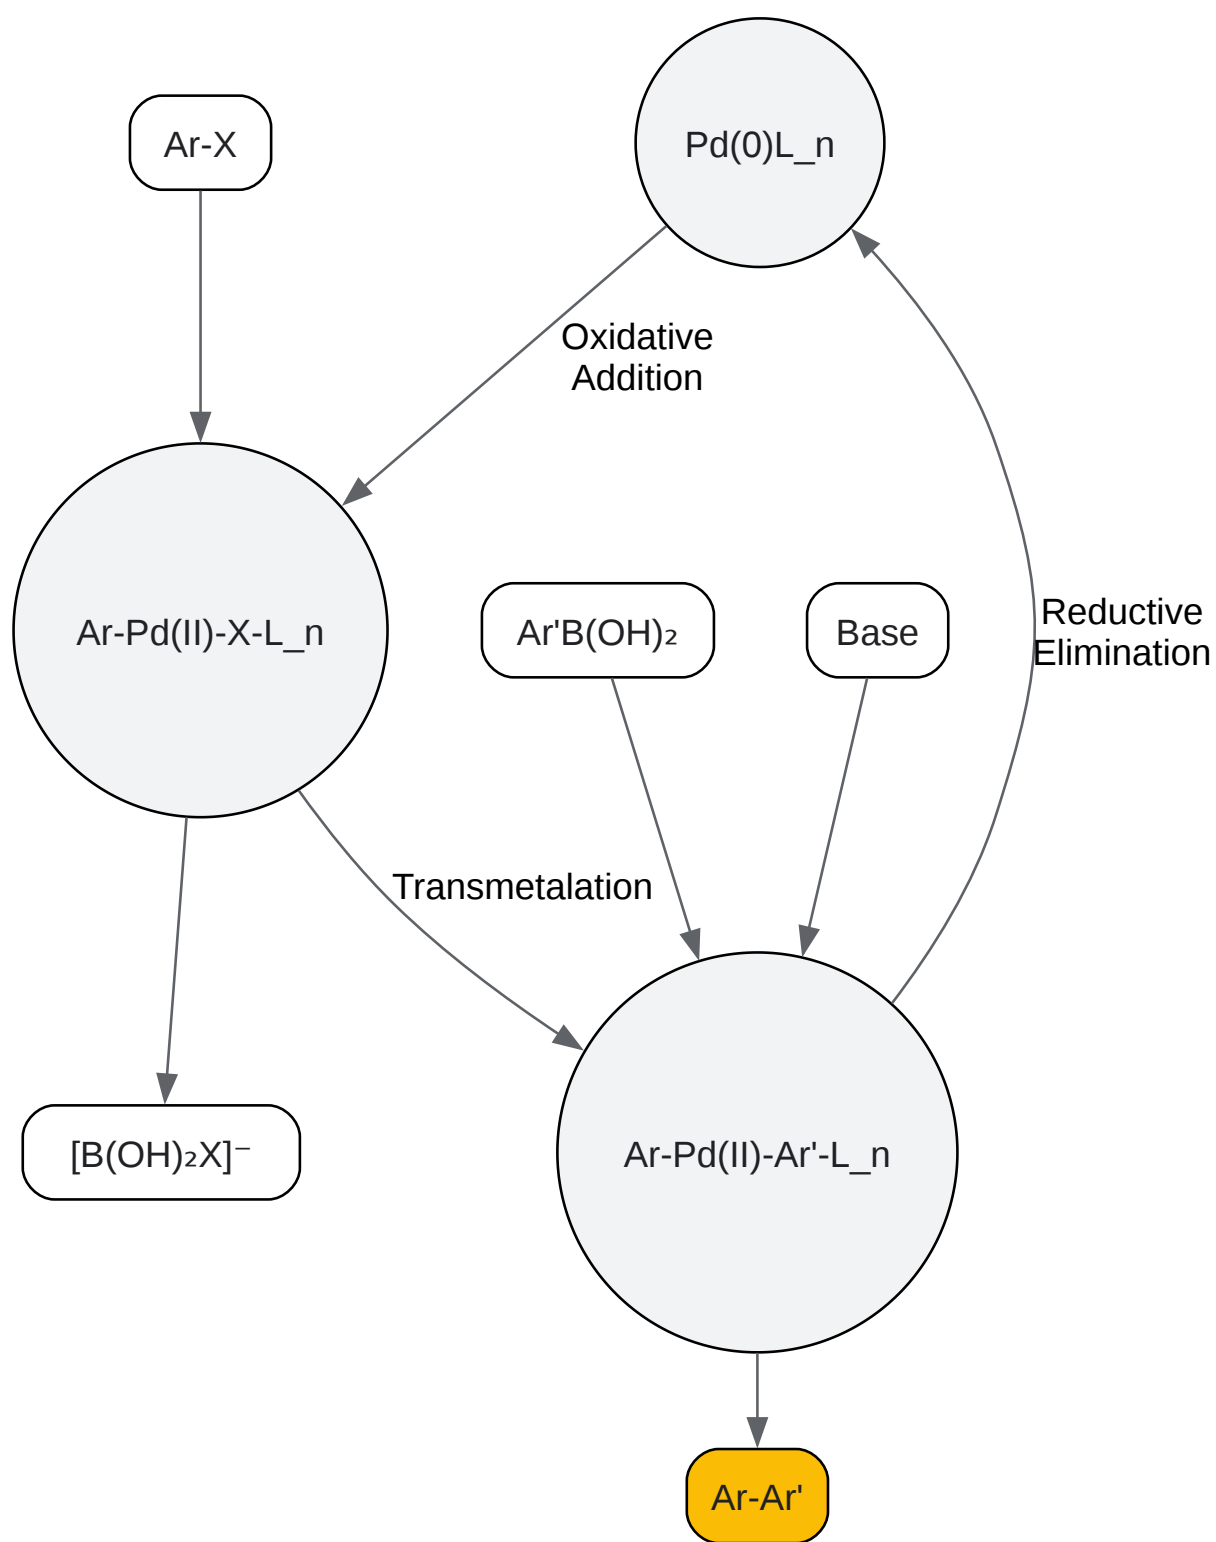 Pd(0)L_n
Ar-X
Oxidative
Addition
Ar-Pd(II)-X-L_n
Ar'B(OH)₂
Base
Reductive
Elimination
Transmetalation
[B(OH)₂X]⁻
Ar-Pd(II)-Ar'-L_n
Ar-Ar'